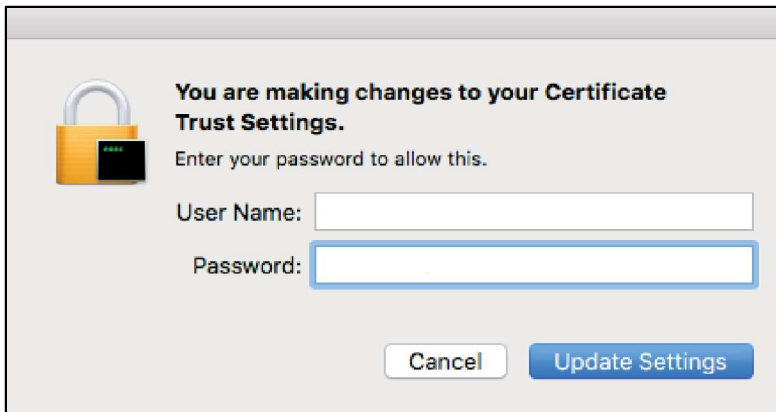 You are making changes to your Certificate
Trust Settings.
Enter your password to allow this.
User Name:
Password:
Cancel
Update Settings